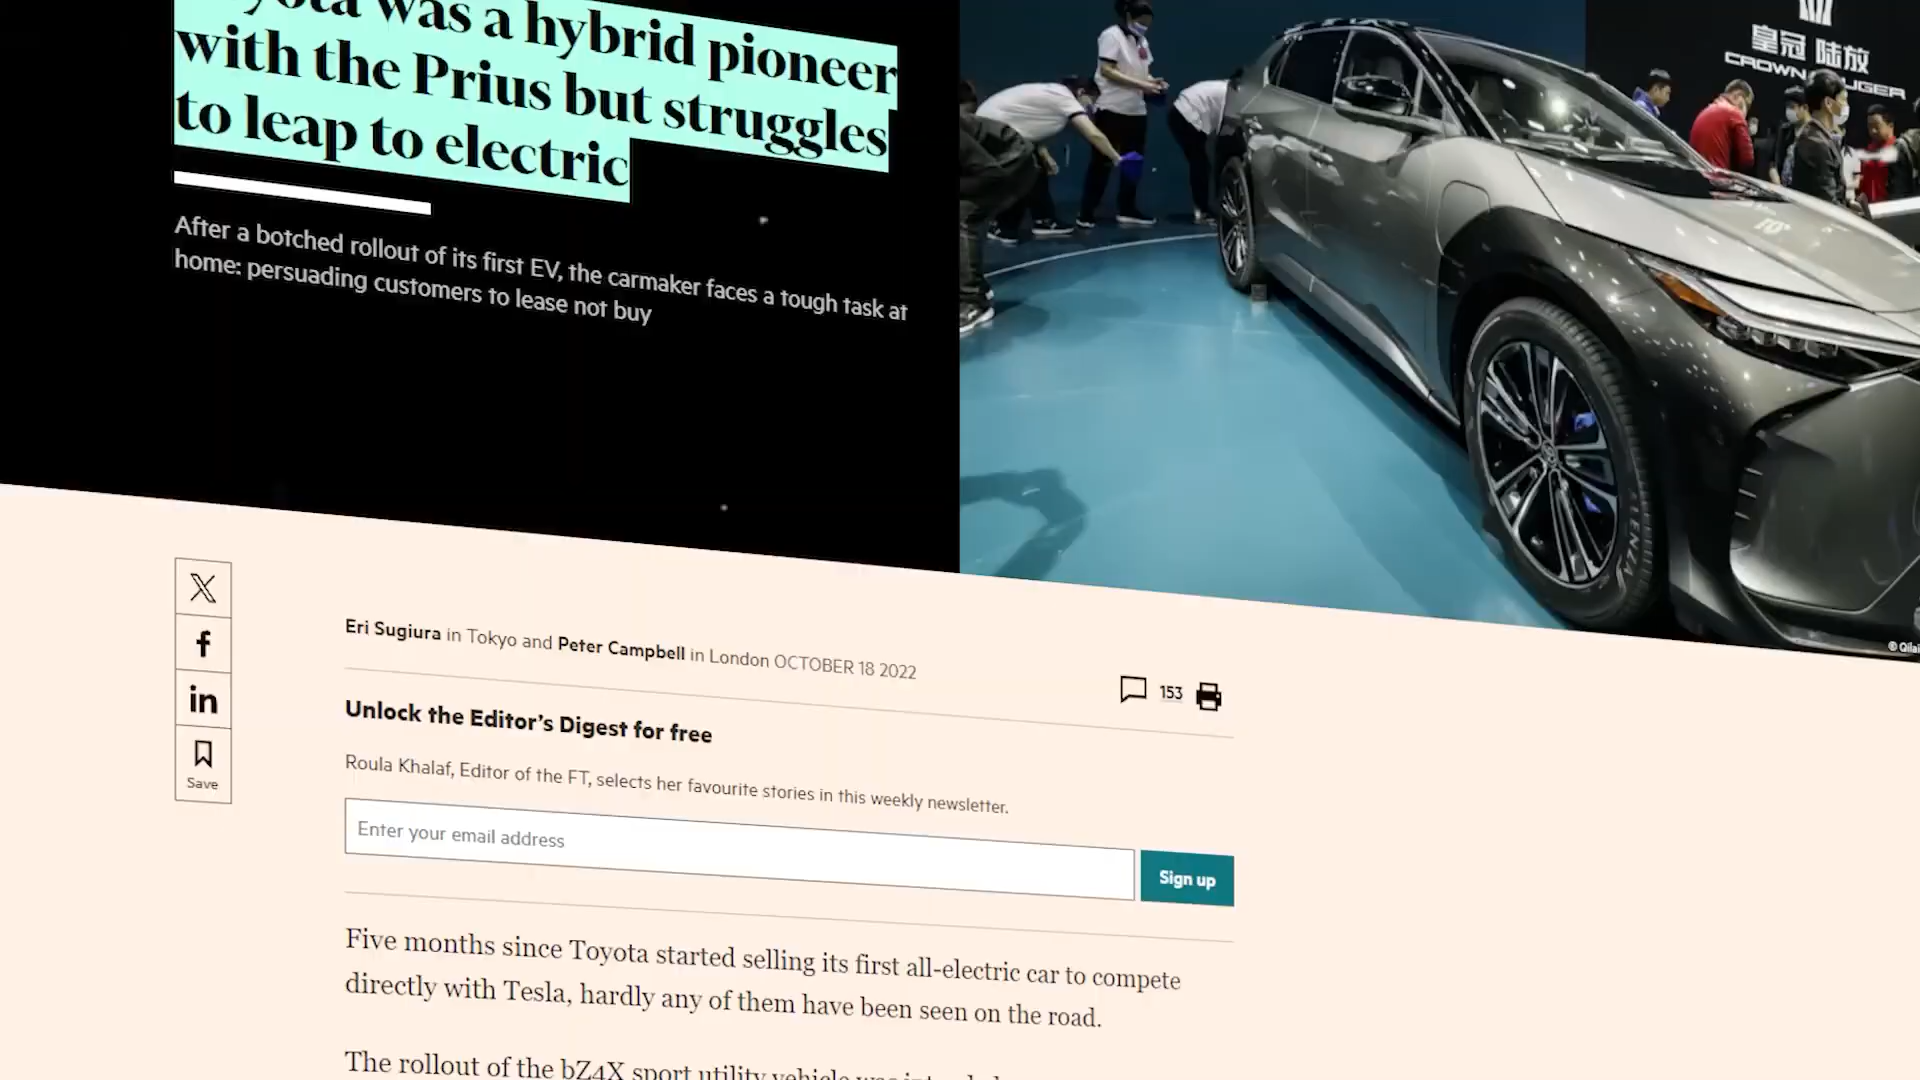 was a hybrid pioneer
with the Prius but struggles
to leap to electric
After a botched rollout of its first EV, the carmaker faces a tough task at
home: persuading customers to lease not buy
皇冠 陆放
CROWN
© Qilai
Eri Sugiura in Tokyo and Peter Campbell in London OCTOBER 18 2022
153
Save
Unlock the Editor’s Digest for free
Roula Khalaf, Editor of the FT, selects her favourite stories in this weekly newsletter.
Enter your email address
Sign up
Five months since Toyota started selling its first all-electric car to compete
directly with Tesla, hardly any of them have been seen on the road.
The rollout of the bZ4X sport utility vehicle